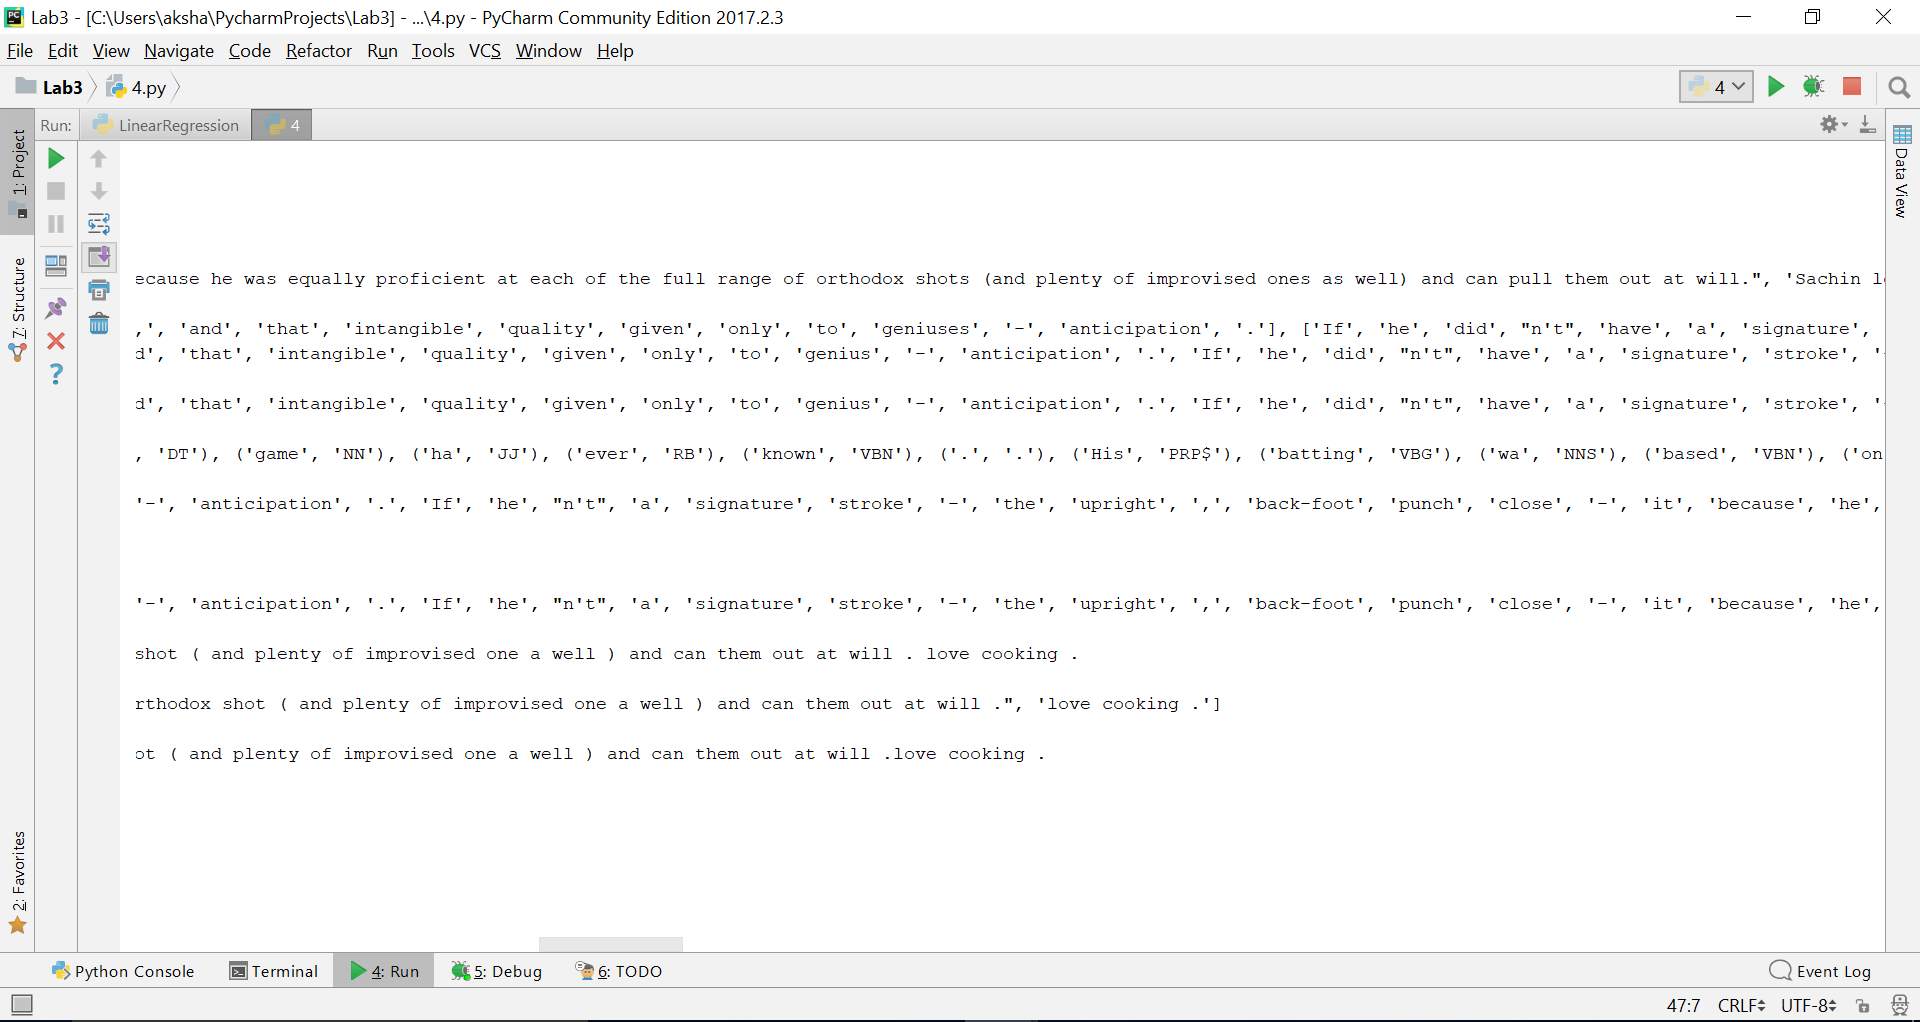 Lab3 - [C:\Users\aksha\PycharmProjects\Lab3] - ...\4.py - PyCharm Community Edition 2017.2.3
File Edit View Navigate Code Refactor Run Tools VCS Window Help
Lab3 4.py 4
Run: LinearRegression 4
1: Project
Z: Structure
2: Favorites
Data View
ecause he was equally proficient at each of the full range of orthodox shots (and plenty of improvised ones as well) and can pull them out at will.", 'Sachin l
,', 'and', 'that', 'intangible', 'quality', 'given', 'only', 'to', 'geniuses', '-', 'anticipation', '.'], ['If', 'he', 'did', "n't", 'have', 'a', 'signature',
d', 'that', 'intangible', 'quality', 'given', 'only', 'to', 'genius', '-', 'anticipation', '.', 'If', 'he', 'did', "n't", 'have', 'a', 'signature', 'stroke', '
d', 'that', 'intangible', 'quality', 'given', 'only', 'to', 'genius', '-', 'anticipation', '.', 'If', 'he', 'did', "n't", 'have', 'a', 'signature', 'stroke', '
, 'DT'), ('game', 'NN'), ('ha', 'JJ'), ('ever', 'RB'), ('known', 'VBN'), ('.', '.'), ('His', 'PRP$'), ('batting', 'VBG'), ('wa', 'NNS'), ('based', 'VBN'), ('on
'-', 'anticipation', '.', 'If', 'he', "n't", 'a', 'signature', 'stroke', '-', 'the', 'upright', ',', 'back-foot', 'punch', 'close', '-', 'it', 'because', 'he',
'-', 'anticipation', '.', 'If', 'he', "n't", 'a', 'signature', 'stroke', '-', 'the', 'upright', ',', 'back-foot', 'punch', 'close', '-', 'it', 'because', 'he',
shot ( and plenty of improvised one a well ) and can them out at will . love cooking .
rthodox shot ( and plenty of improvised one a well ) and can them out at will .", 'love cooking .']
ot ( and plenty of improvised one a well ) and can them out at will .love cooking .
Python Console Terminal 4: Run 5: Debug 6: TODO Event Log
47:7 CRLF UTF-8